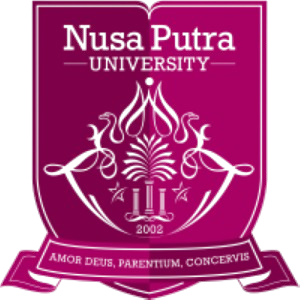 Nusa Putra
UNIVERSITY
2002
AMOR DEUS, PARENTIUM, CONCERVIS